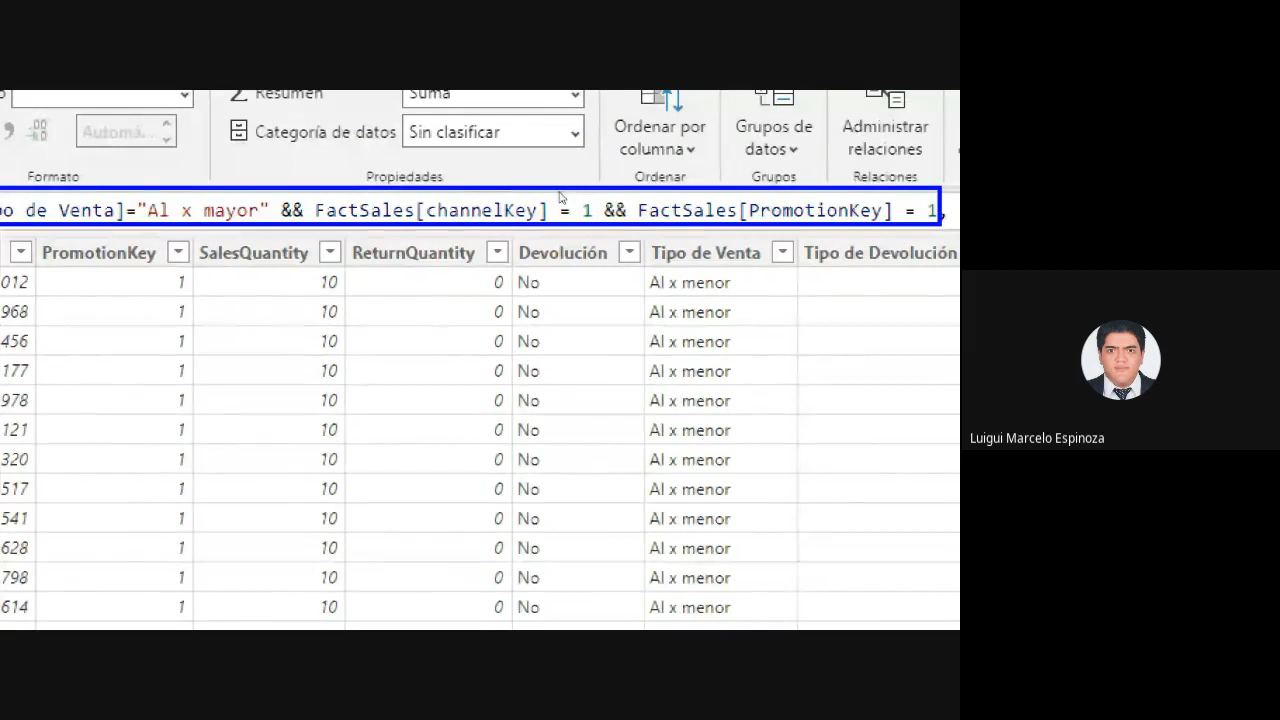 Resumen Suma
Automá... Categoría de datos Sin clasificar Ordenar por columna Grupos de datos Administrar relaciones
Formato Propiedades Ordenar Grupos Relaciones
de Venta]="Al x mayor" && FactSales[channelKey] = 1 && FactSales[PromotionKey] = 1,
PromotionKey SalesQuantity ReturnQuantity Devolución Tipo de Venta Tipo de Devolución
012 1 10 0 No Al x menor
968 1 10 0 No Al x menor
456 1 10 0 No Al x menor
177 1 10 0 No Al x menor
978 1 10 0 No Al x menor
121 1 10 0 No Al x menor
320 1 10 0 No Al x menor
517 1 10 0 No Al x menor
541 1 10 0 No Al x menor
628 1 10 0 No Al x menor
798 1 10 0 No Al x menor
614 1 10 0 No Al x menor
Luigui Marcelo Espinoza